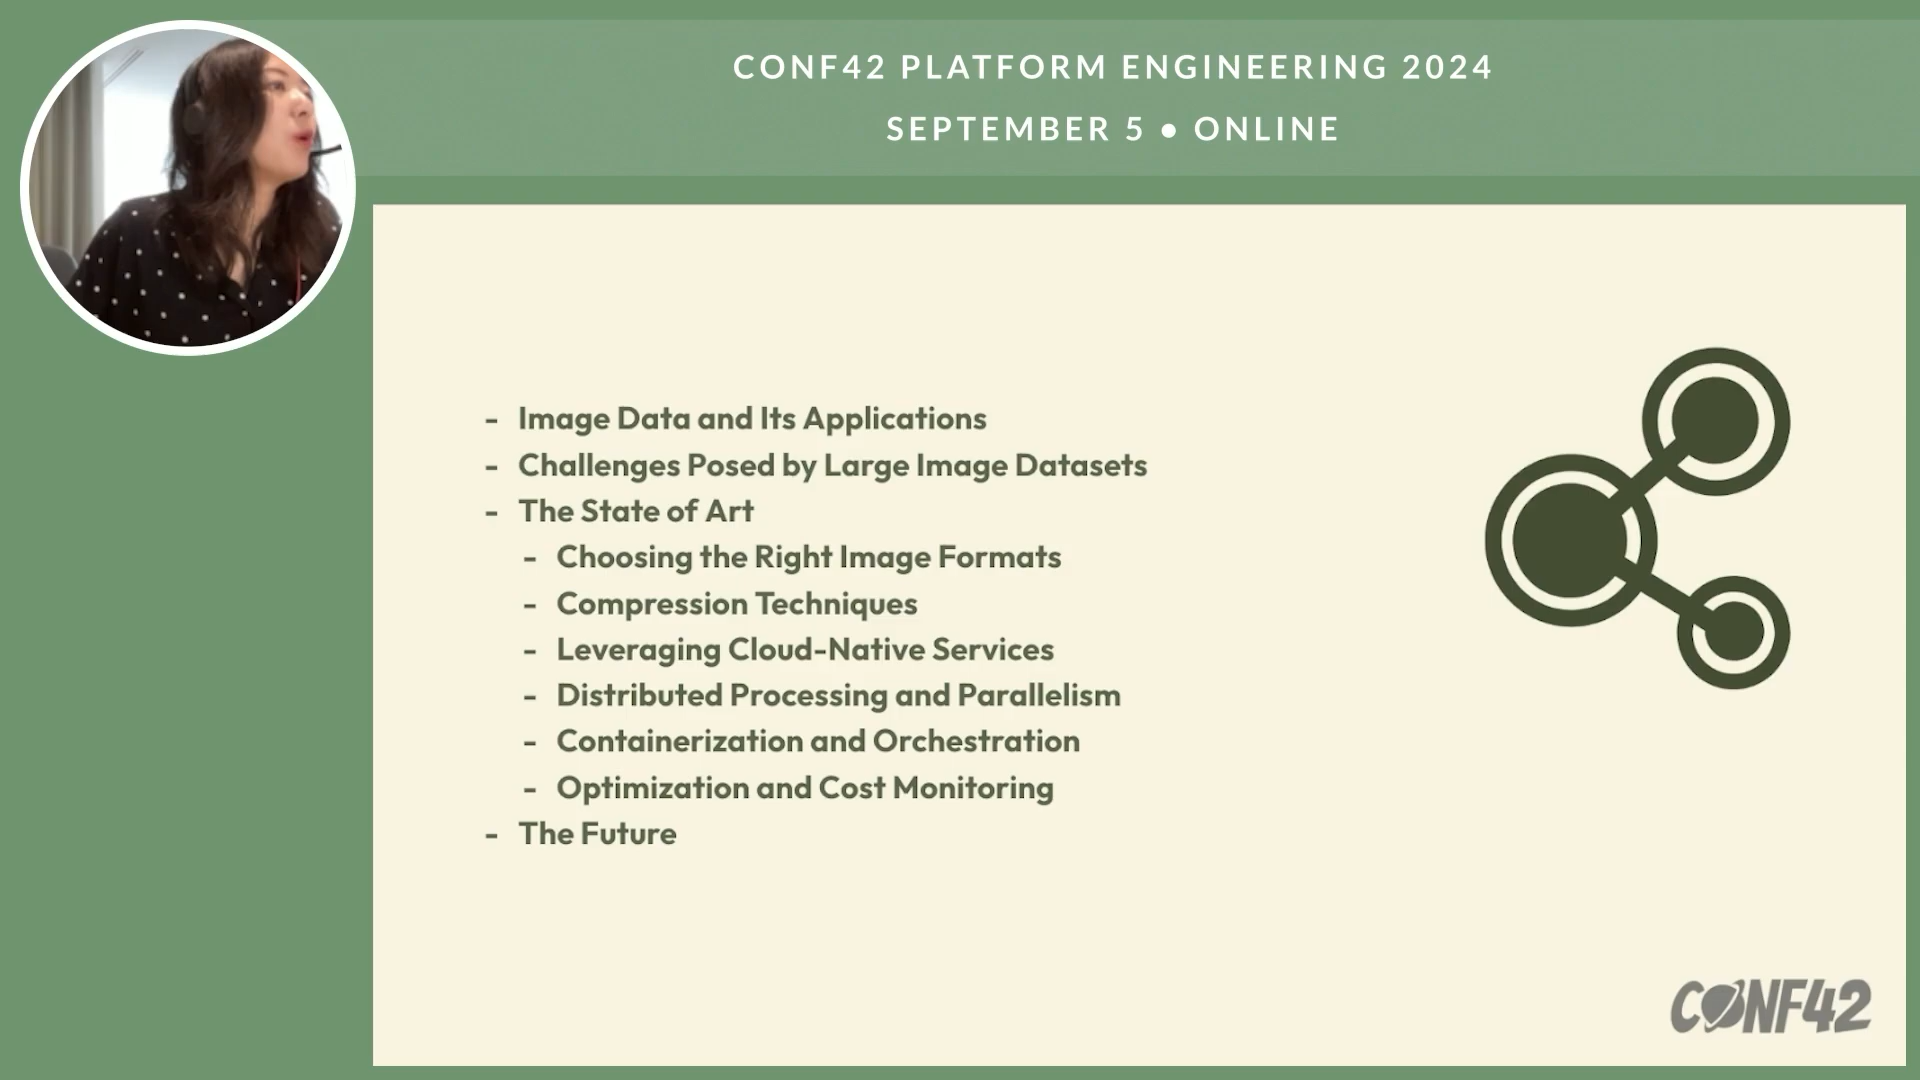 CONF42 PLATFORM ENGINEERING 2024
SEPTEMBER 5 • ONLINE
- Image Data and Its Applications
- Challenges Posed by Large Image Datasets
- The State of Art
- Choosing the Right Image Formats
- Compression Techniques
- Leveraging Cloud-Native Services
- Distributed Processing and Parallelism
- Containerization and Orchestration
- Optimization and Cost Monitoring
- The Future
CONF42